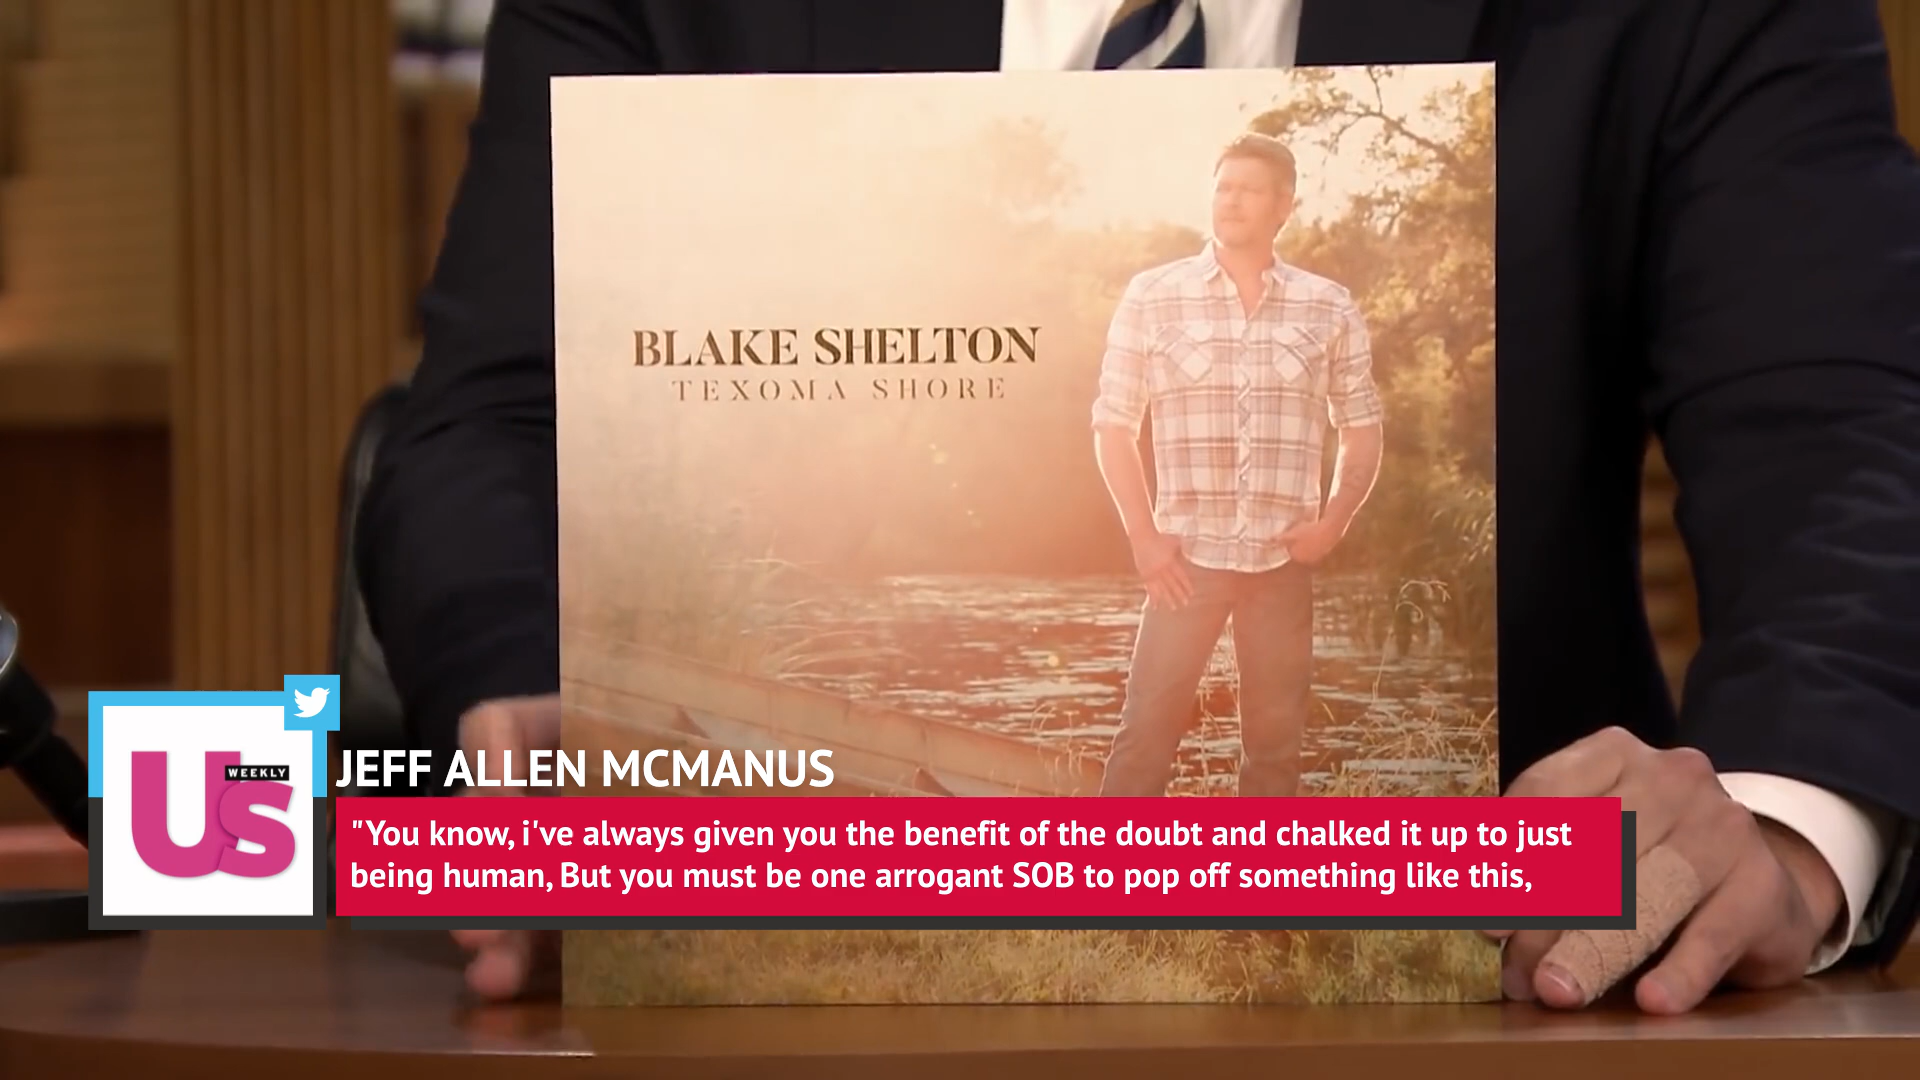 BLAKE SHELTON
TEXOMA SHORE
Us
WEEKLY
JEFF ALLEN MCMANUS
"You know, i've always given you the benefit of the doubt and chalked it up to just
being human, But you must be one arrogant SOB to pop off something like this,